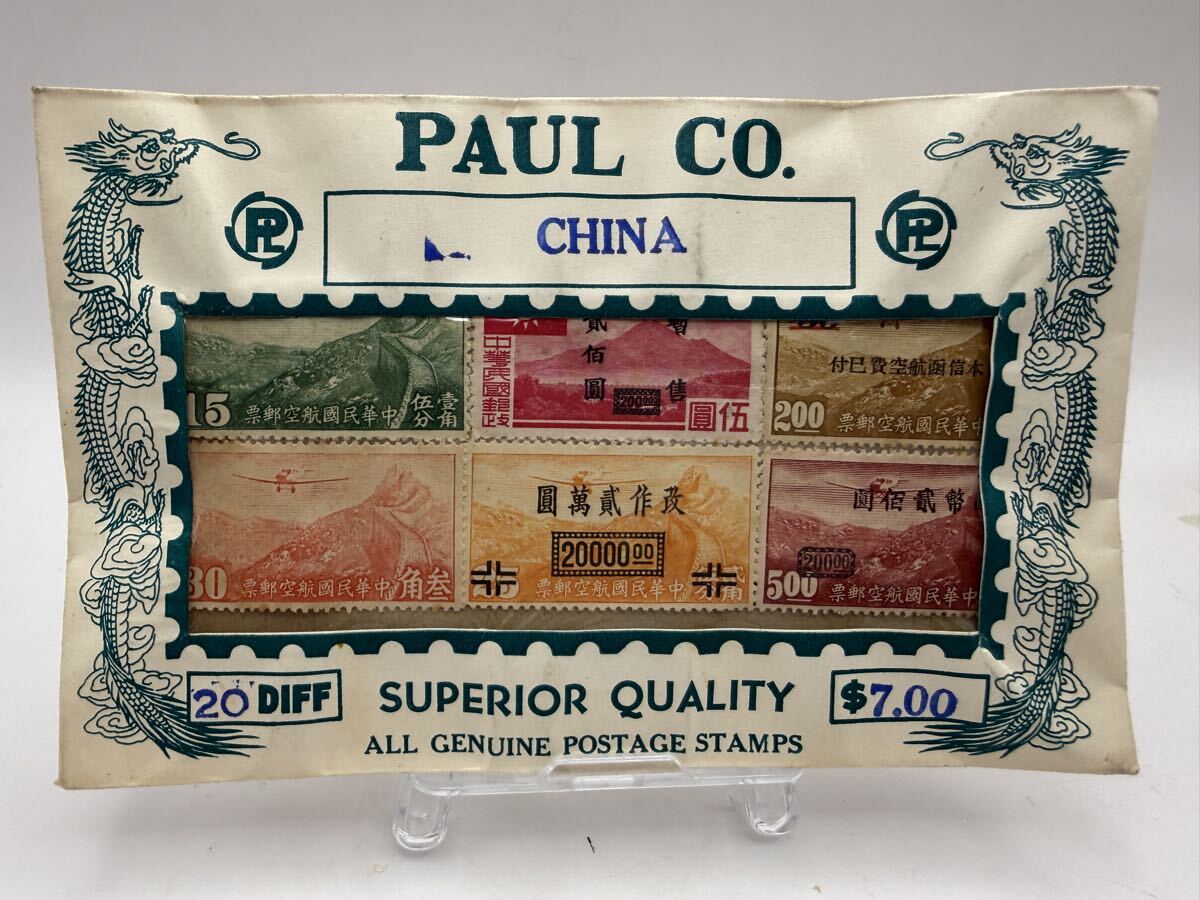 PAUL CO.
PL
CHINA
PL
15
中華民國航空郵票
壹角
伍分
中華民國郵政
貳佰圓
增
售
伍圓
本信函航空費已付
200
中華民國航空郵票
30
中華民國航空郵票
叁角
改作貳萬圓
20000 00
5
中華民國航空郵票
幣貳佰圓
500
中華民國航空郵票
20 DIFF
SUPERIOR QUALITY
$7.00
ALL GENUINE POSTAGE STAMPS